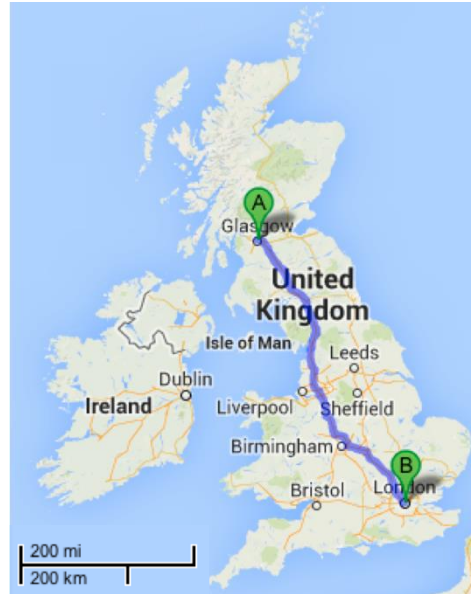 A
Glasgow
United
Kingdom
Isle of Man
Leeds
Dublin
Ireland
Liverpool
Sheffield
Birmingham
B
London
Bristol
200 mi
200 km